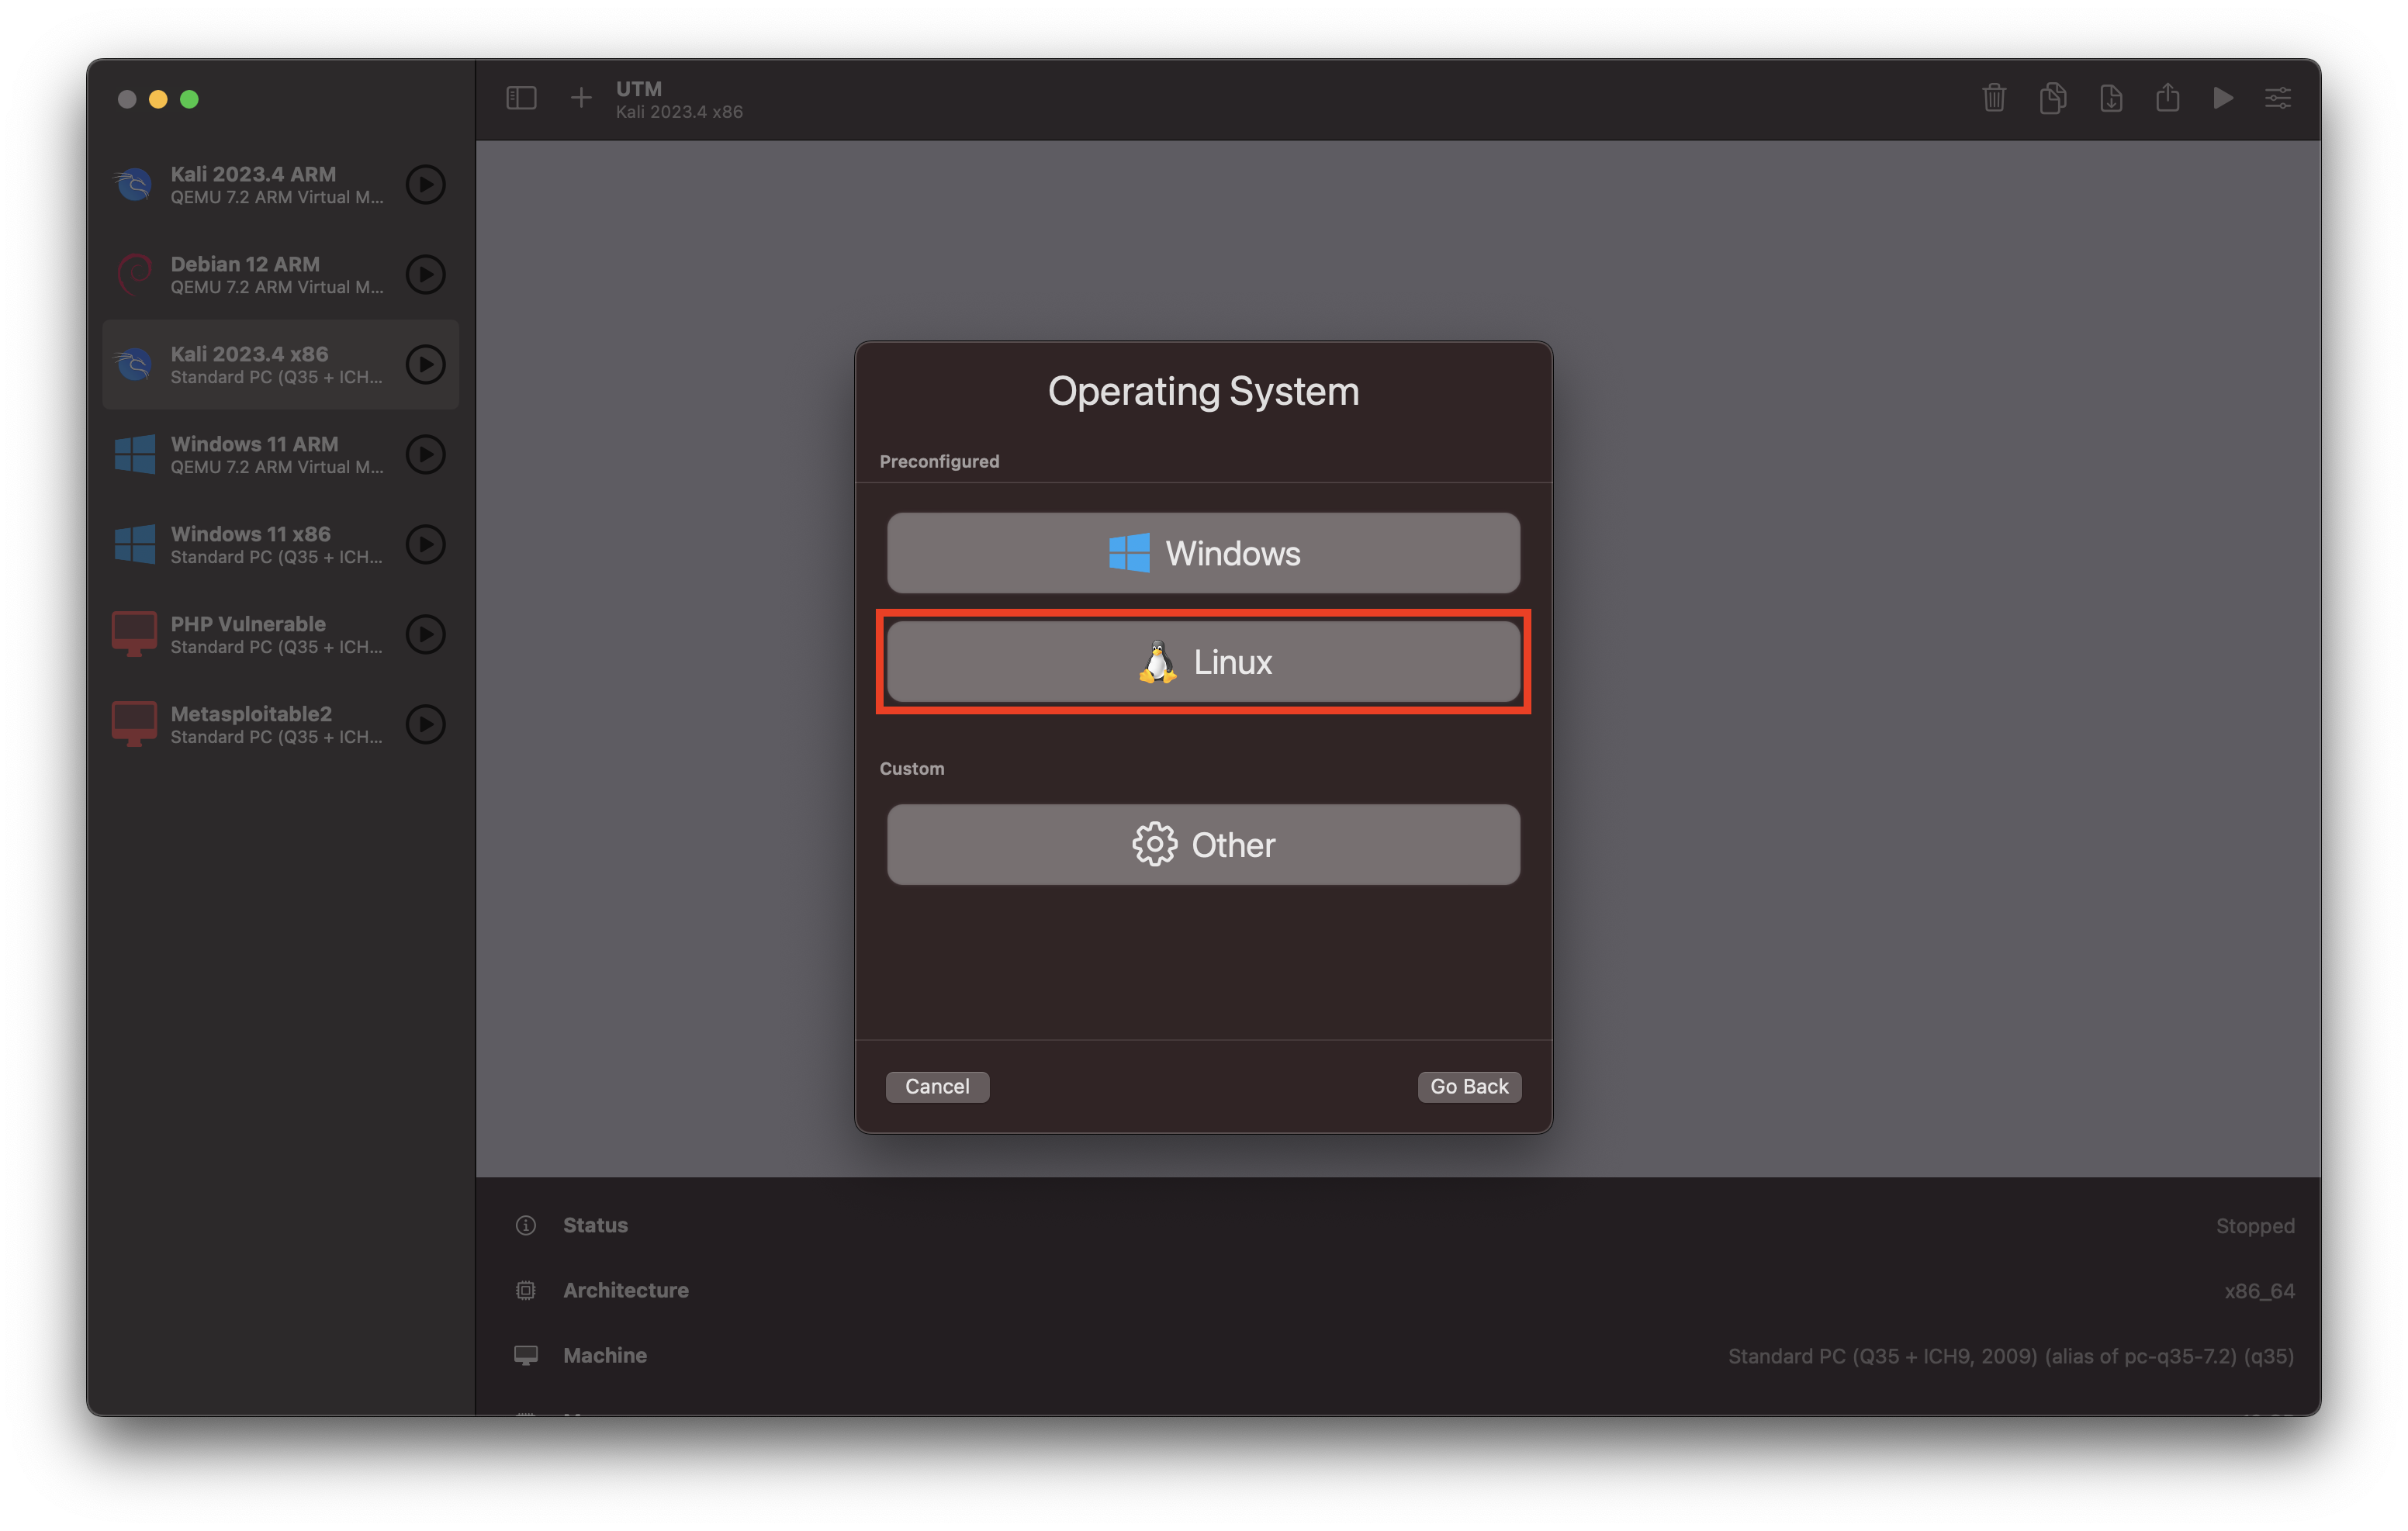 UTM
Kali 2023.4 x86
Kali 2023.4 ARM
QEMU 7.2 ARM Virtual M...
Debian 12 ARM
QEMU 7.2 ARM Virtual M...
Kali 2023.4 x86
Standard PC (Q35 + ICH...
Windows 11 ARM
QEMU 7.2 ARM Virtual M...
Windows 11 x86
Standard PC (Q35 + ICH...
PHP Vulnerable
Standard PC (Q35 + ICH...
Metasploitable2
Standard PC (Q35 + ICH...
Operating System
Preconfigured
Windows
Linux
Custom
Other
Cancel
Go Back
Status
Stopped
Architecture
x86_64
Machine
Standard PC (Q35 + ICH9, 2009) (alias of pc-q35-7.2) (q35)